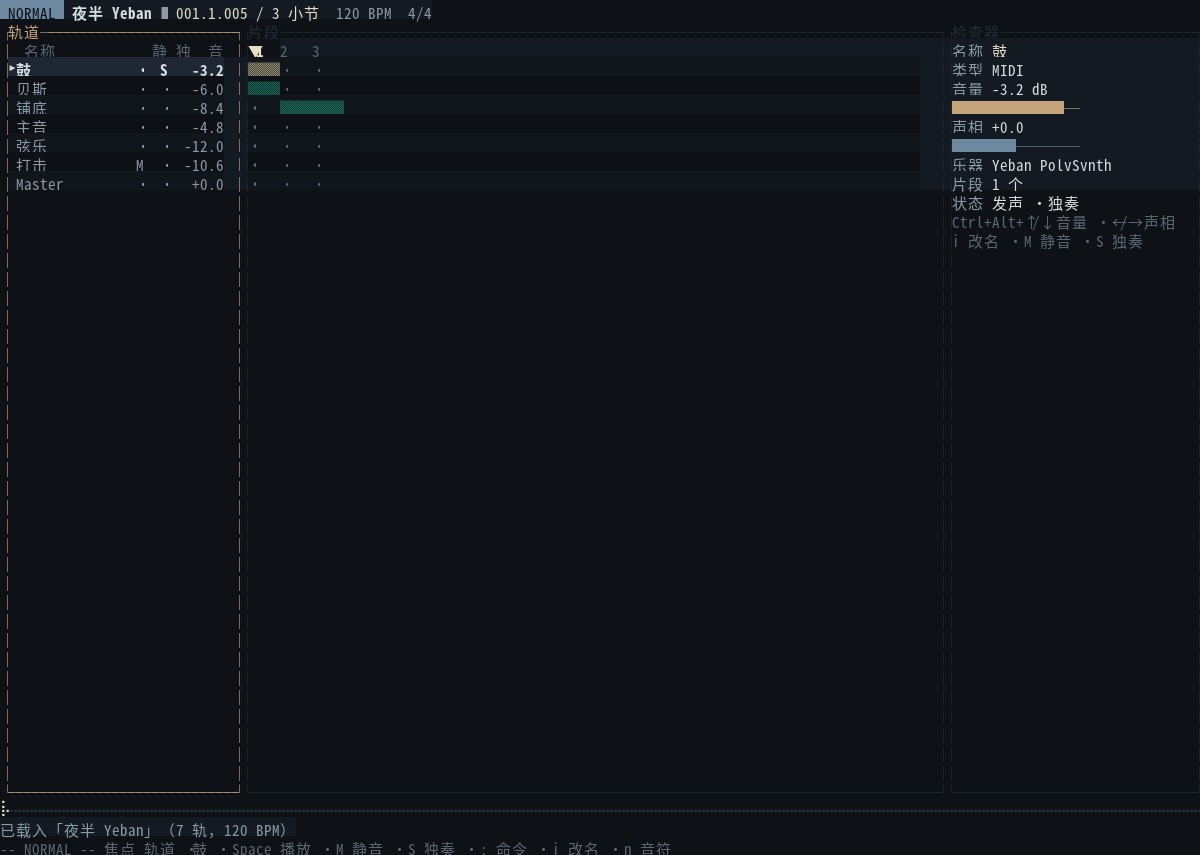 NORMAL 夜半 Yeban 001.1.005 / 3 小节 120 BPM 4/4
轨道 片段 检查器
名称 静 独 音 1 2 3 名称 鼓
鼓 · S -3.2 · · 类型 MIDI
贝斯 · · -6.0 · · 音量 -3.2 dB
铺底 · · -8.4 ·
主音 · · -4.8 · · · 声相 +0.0
弦乐 · · -12.0 · · ·
打击 M · -10.6 · · · 乐器 Yeban PolySynth
Master · · +0.0 · · · 片段 1 个
状态 发声 ·独奏
Ctrl+Alt+↑/↓音量 ·←/→声相
i 改名 ·M 静音 ·S 独奏
已载入「夜半 Yeban」（7 轨，120 BPM）
-- NORMAL -- 焦点 轨道 ·鼓 ·Space 播放 ·M 静音 ·S 独奏 ·: 命令 ·i 改名 ·n 音符